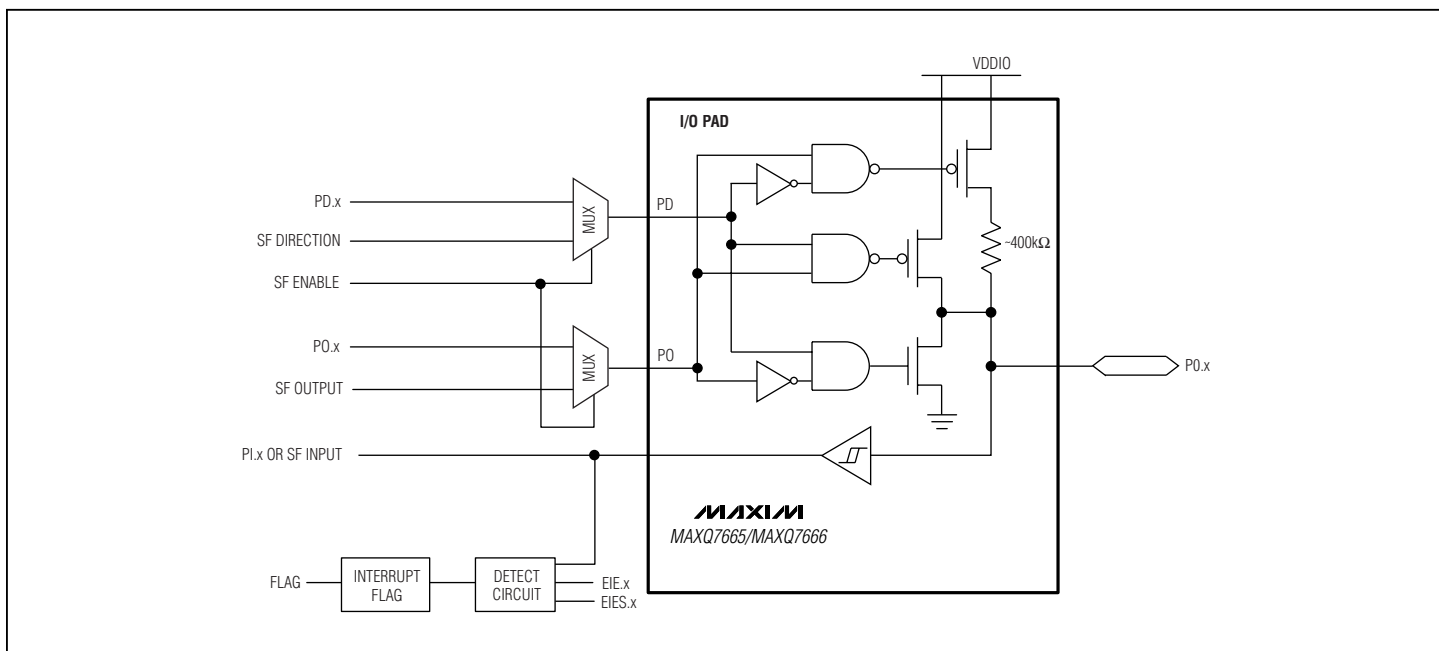 VDDIO
I/O PAD
PD.x
MUX
PD
SF DIRECTION
~400kΩ
SF ENABLE
PO.x
MUX
PO
P0.x
SF OUTPUT
PI.x OR SF INPUT
MAXIM
MAXQ7665/MAXQ7666
FLAG
INTERRUPT
FLAG
DETECT
CIRCUIT
EIE.x
EIES.x